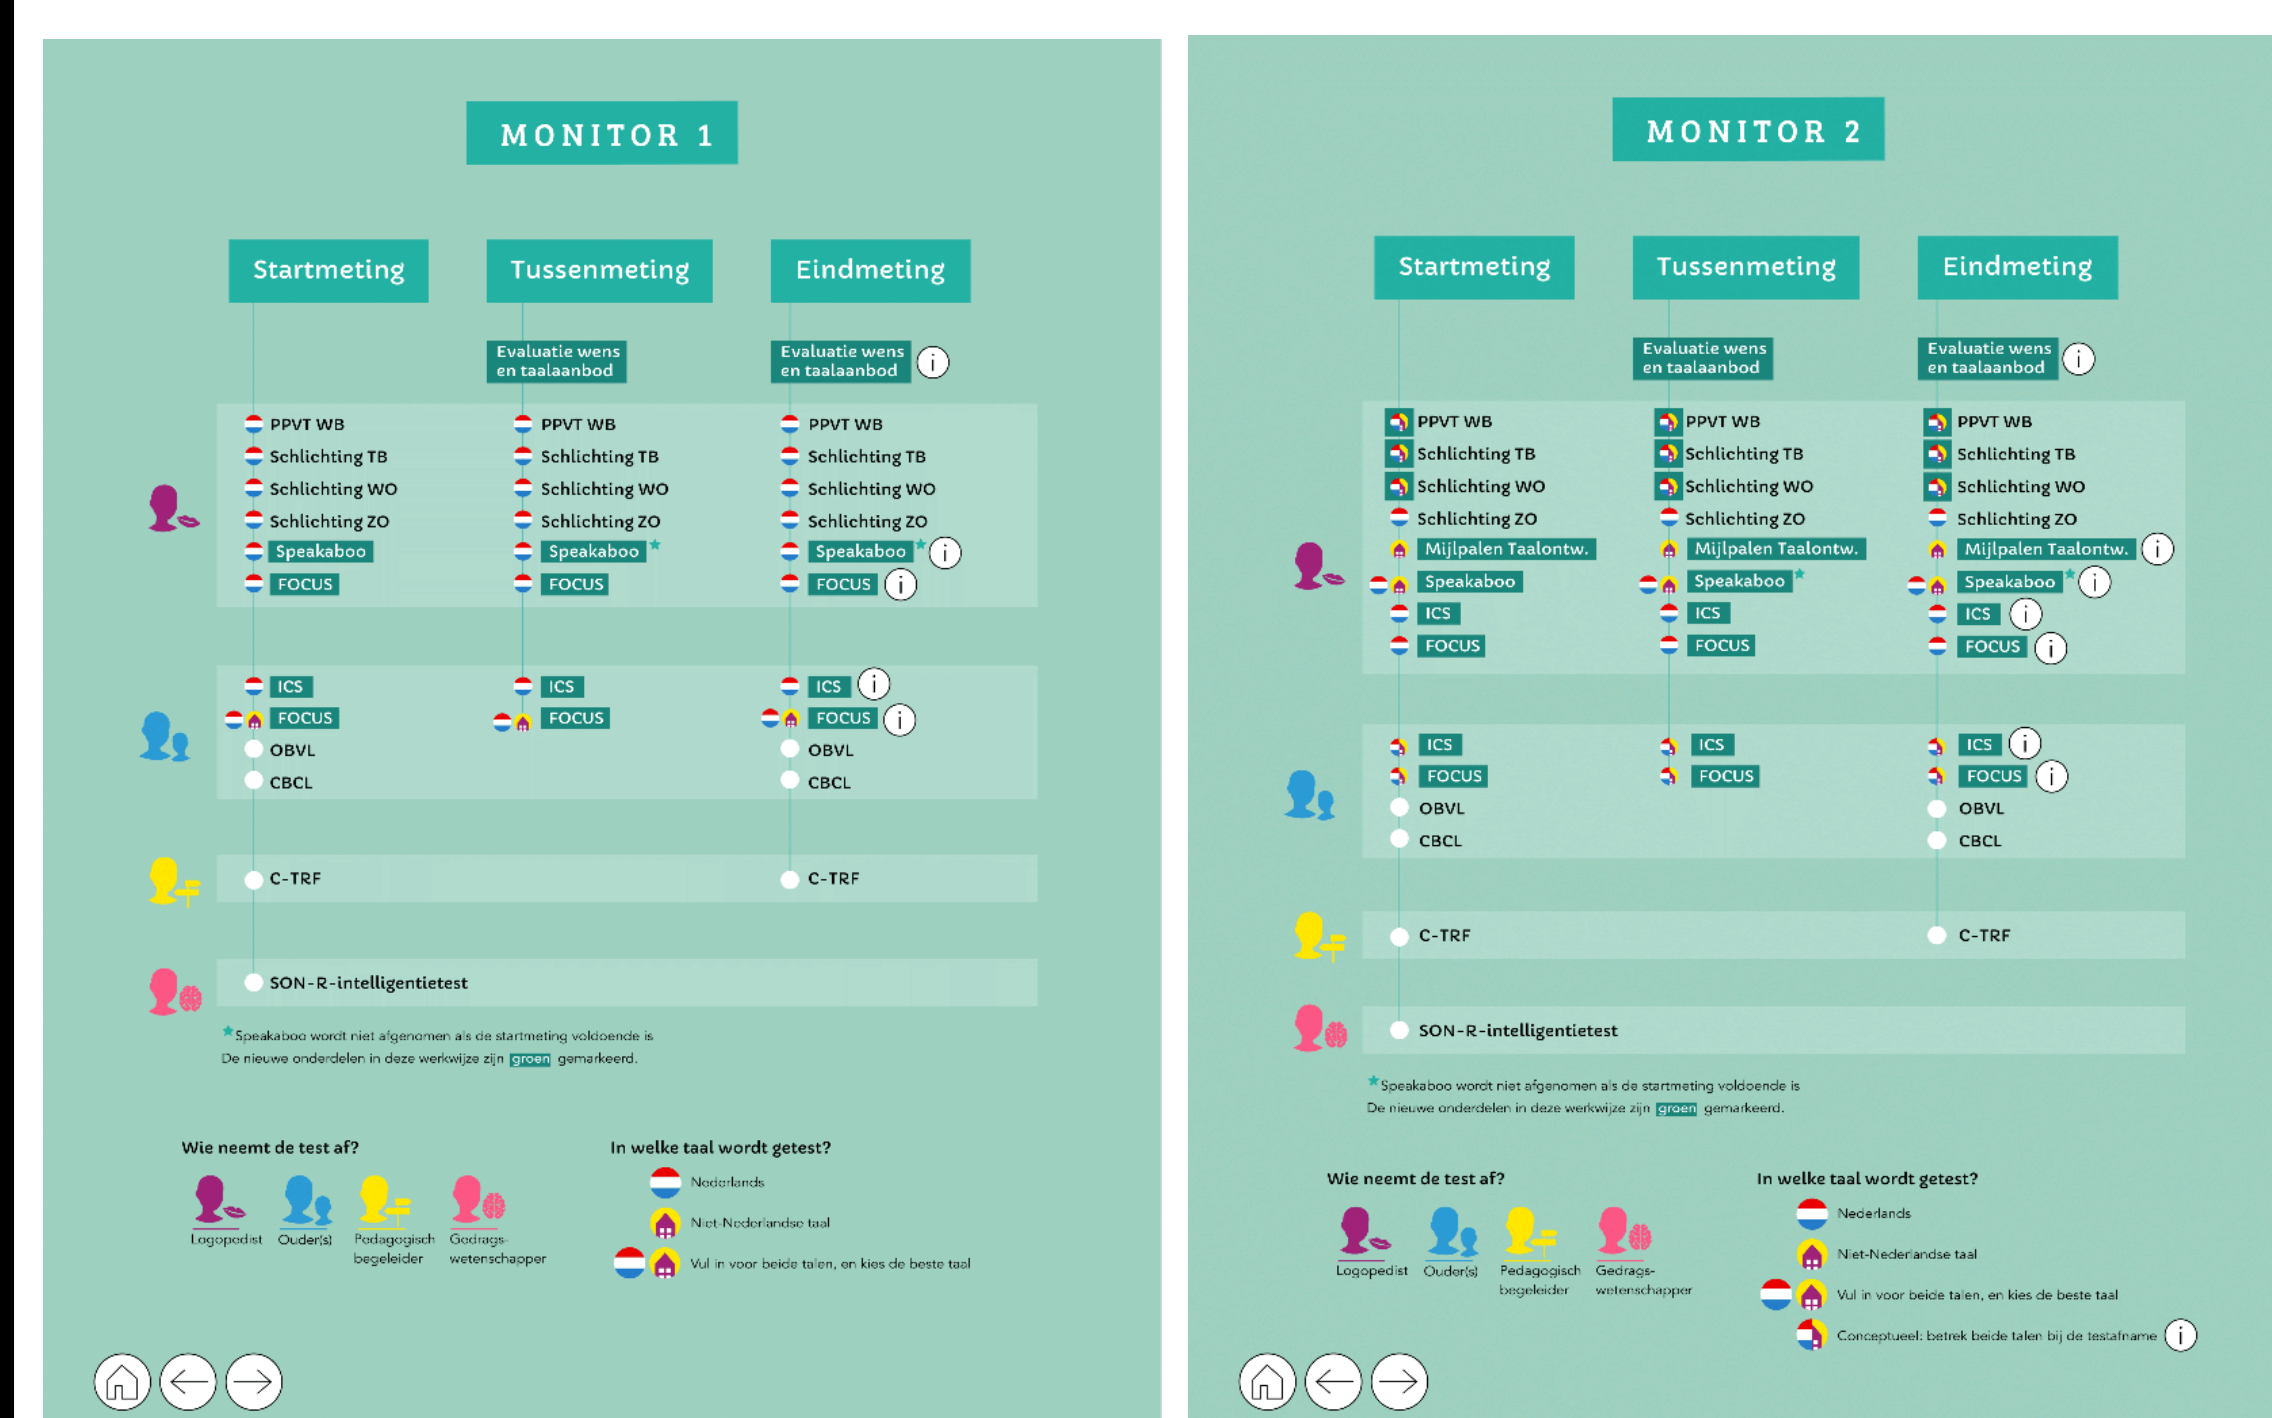 MONITOR 1
Startmeting
Tussenmeting
Eindmeting
Evaluatie wens
en taalaanbod
Evaluatie wens
en taalaanbod i
PPVT WB
PPVT WB
PPVT WB
Schlichting TB
Schlichting TB
Schlichting TB
Schlichting WO
Schlichting WO
Schlichting WO
Schlichting ZO
Schlichting ZO
Schlichting ZO
Speakaboo
Speakaboo ★
Speakaboo ★ i
FOCUS
FOCUS
FOCUS i
ICS
ICS
ICS i
FOCUS
FOCUS
FOCUS i
OBVL
OBVL
CBCL
CBCL
C-TRF
C-TRF
SON-R-intelligentietest
★ Speakaboo wordt niet afgenomen als de startmeting voldoende is
De nieuwe onderdelen in deze werkwijze zijn groen gemarkeerd.
Wie neemt de test af?
Logopedist
Ouder(s)
Pedagogisch
begeleider
Gedrags-
wetenschapper
In welke taal wordt getest?
Nederlands
Niet-Nederlandse taal
Vul in voor beide talen, en kies de beste taal
MONITOR 2
Startmeting
Tussenmeting
Eindmeting
Evaluatie wens
en taalaanbod
Evaluatie wens
en taalaanbod i
PPVT WB
PPVT WB
PPVT WB
Schlichting TB
Schlichting TB
Schlichting TB
Schlichting WO
Schlichting WO
Schlichting WO
Schlichting ZO
Schlichting ZO
Schlichting ZO
Mijlpalen Taalontw.
Mijlpalen Taalontw.
Mijlpalen Taalontw. i
Speakaboo
Speakaboo ★
Speakaboo ★ i
ICS
ICS
ICS i
FOCUS
FOCUS
FOCUS i
ICS
ICS
ICS i
FOCUS
FOCUS
FOCUS i
OBVL
OBVL
CBCL
CBCL
C-TRF
C-TRF
SON-R-intelligentietest
★ Speakaboo wordt niet afgenomen als de startmeting voldoende is
De nieuwe onderdelen in deze werkwijze zijn groen gemarkeerd.
Wie neemt de test af?
Logopedist
Ouder(s)
Pedagogisch
begeleider
Gedrags-
wetenschapper
In welke taal wordt getest?
Nederlands
Niet-Nederlandse taal
Vul in voor beide talen, en kies de beste taal
Conceptueel: betrek beide talen bij de testafname i